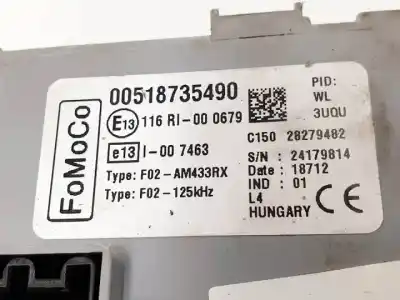 FoMoCo
00518735490
E13 116 RI-00 0679
e13 I-00 7463
Type: F02-AM433RX
Type: F02-125kHz
PID:
WL
3UQU
C150 28279482
S/N : 24179814
Date : 18712
IND : 01
L4
HUNGARY CE